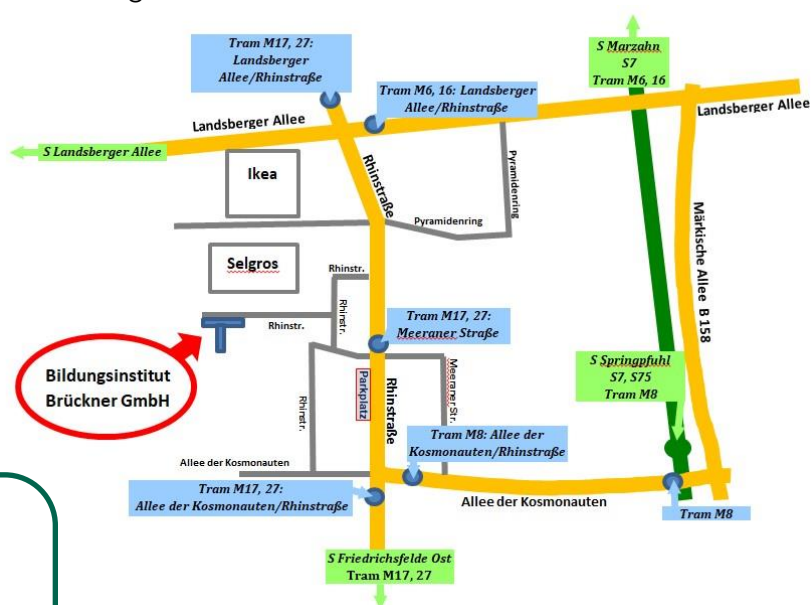 Tram M17, 27:
Landsberger
Allee/Rhinstraße
S Marzahn
S7
Tram M6, 16
Tram M6, 16: Landsberger
Allee/Rhinstraße
Landsberger Allee
Landsberger Allee
S Landsberger Allee
Ikea
Rhinstraße
Pyramidenring
Pyramidenring
Märkische Allee B 158
Selgros
Rhinstr.
Rhinstr.
Rhinstr.
Tram M17, 27:
Meeraner Straße
Bildungsinstitut
Brückner GmbH
Parkplatz
Rhinstraße
Meeraner Str.
S Springpfuhl
S7, S75
Tram M8
Rhinstr.
Tram M8: Allee der
Kosmonauten/Rhinstraße
Allee der Kosmonauten
Tram M17, 27:
Allee der Kosmonauten/Rhinstraße
Allee der Kosmonauten
Tram M8
S Friedrichsfelde Ost
Tram M17, 27